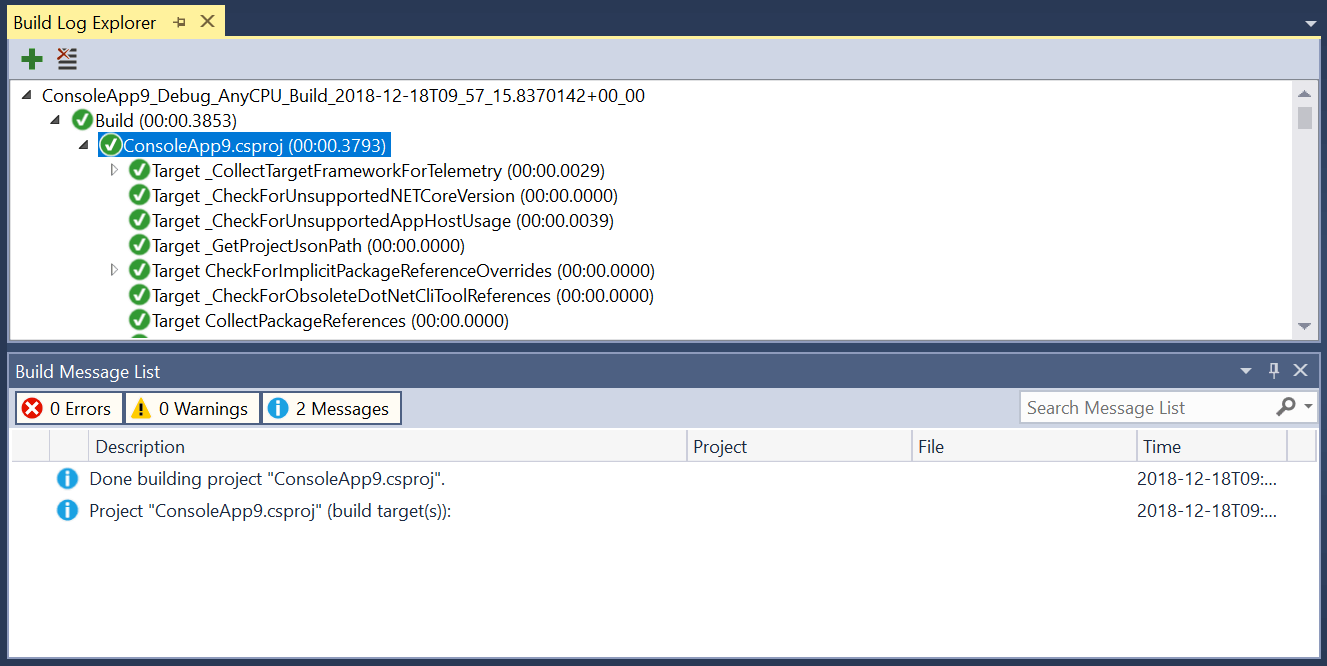 Build Log Explorer
ConsoleApp9_Debug_AnyCPU_Build_2018-12-18T09_57_15.8370142+00_00
Build (00:00.3853)
ConsoleApp9.csproj (00:00.3793)
Target _CollectTargetFrameworkForTelemetry (00:00.0029)
Target _CheckForUnsupportedNETCoreVersion (00:00.0000)
Target _CheckForUnsupportedAppHostUsage (00:00.0039)
Target _GetProjectJsonPath (00:00.0000)
Target CheckForImplicitPackageReferenceOverrides (00:00.0000)
Target _CheckForObsoleteDotNetCliToolReferences (00:00.0000)
Target CollectPackageReferences (00:00.0000)
Build Message List
0 Errors 0 Warnings 2 Messages Search Message List
Description Project File Time
Done building project "ConsoleApp9.csproj". 2018-12-18T09:...
Project "ConsoleApp9.csproj" (build target(s)): 2018-12-18T09:...